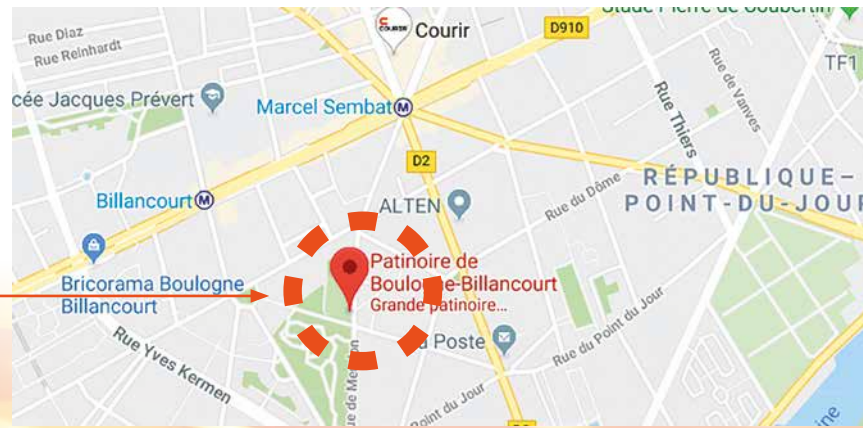 Stade Pierre de Coubertin
Rue Diaz
Rue Reinhardt
COURIR
Courir
D910
TF1
cée Jacques Prévert
Marcel Sembat
M
Rue Thiers
Rue de Vanves
D2
RÉPUBLIQUE-
POINT-DU-JOUR
Billancourt
M
ALTEN
Rue du Dôme
Bricorama Boulogne
Billancourt
Patinoire de
Boulogne-Billancourt
Grande patinoire...
Rue Yves Kermen
Poste
Rue du Point du Jour
Point du Jour
ine